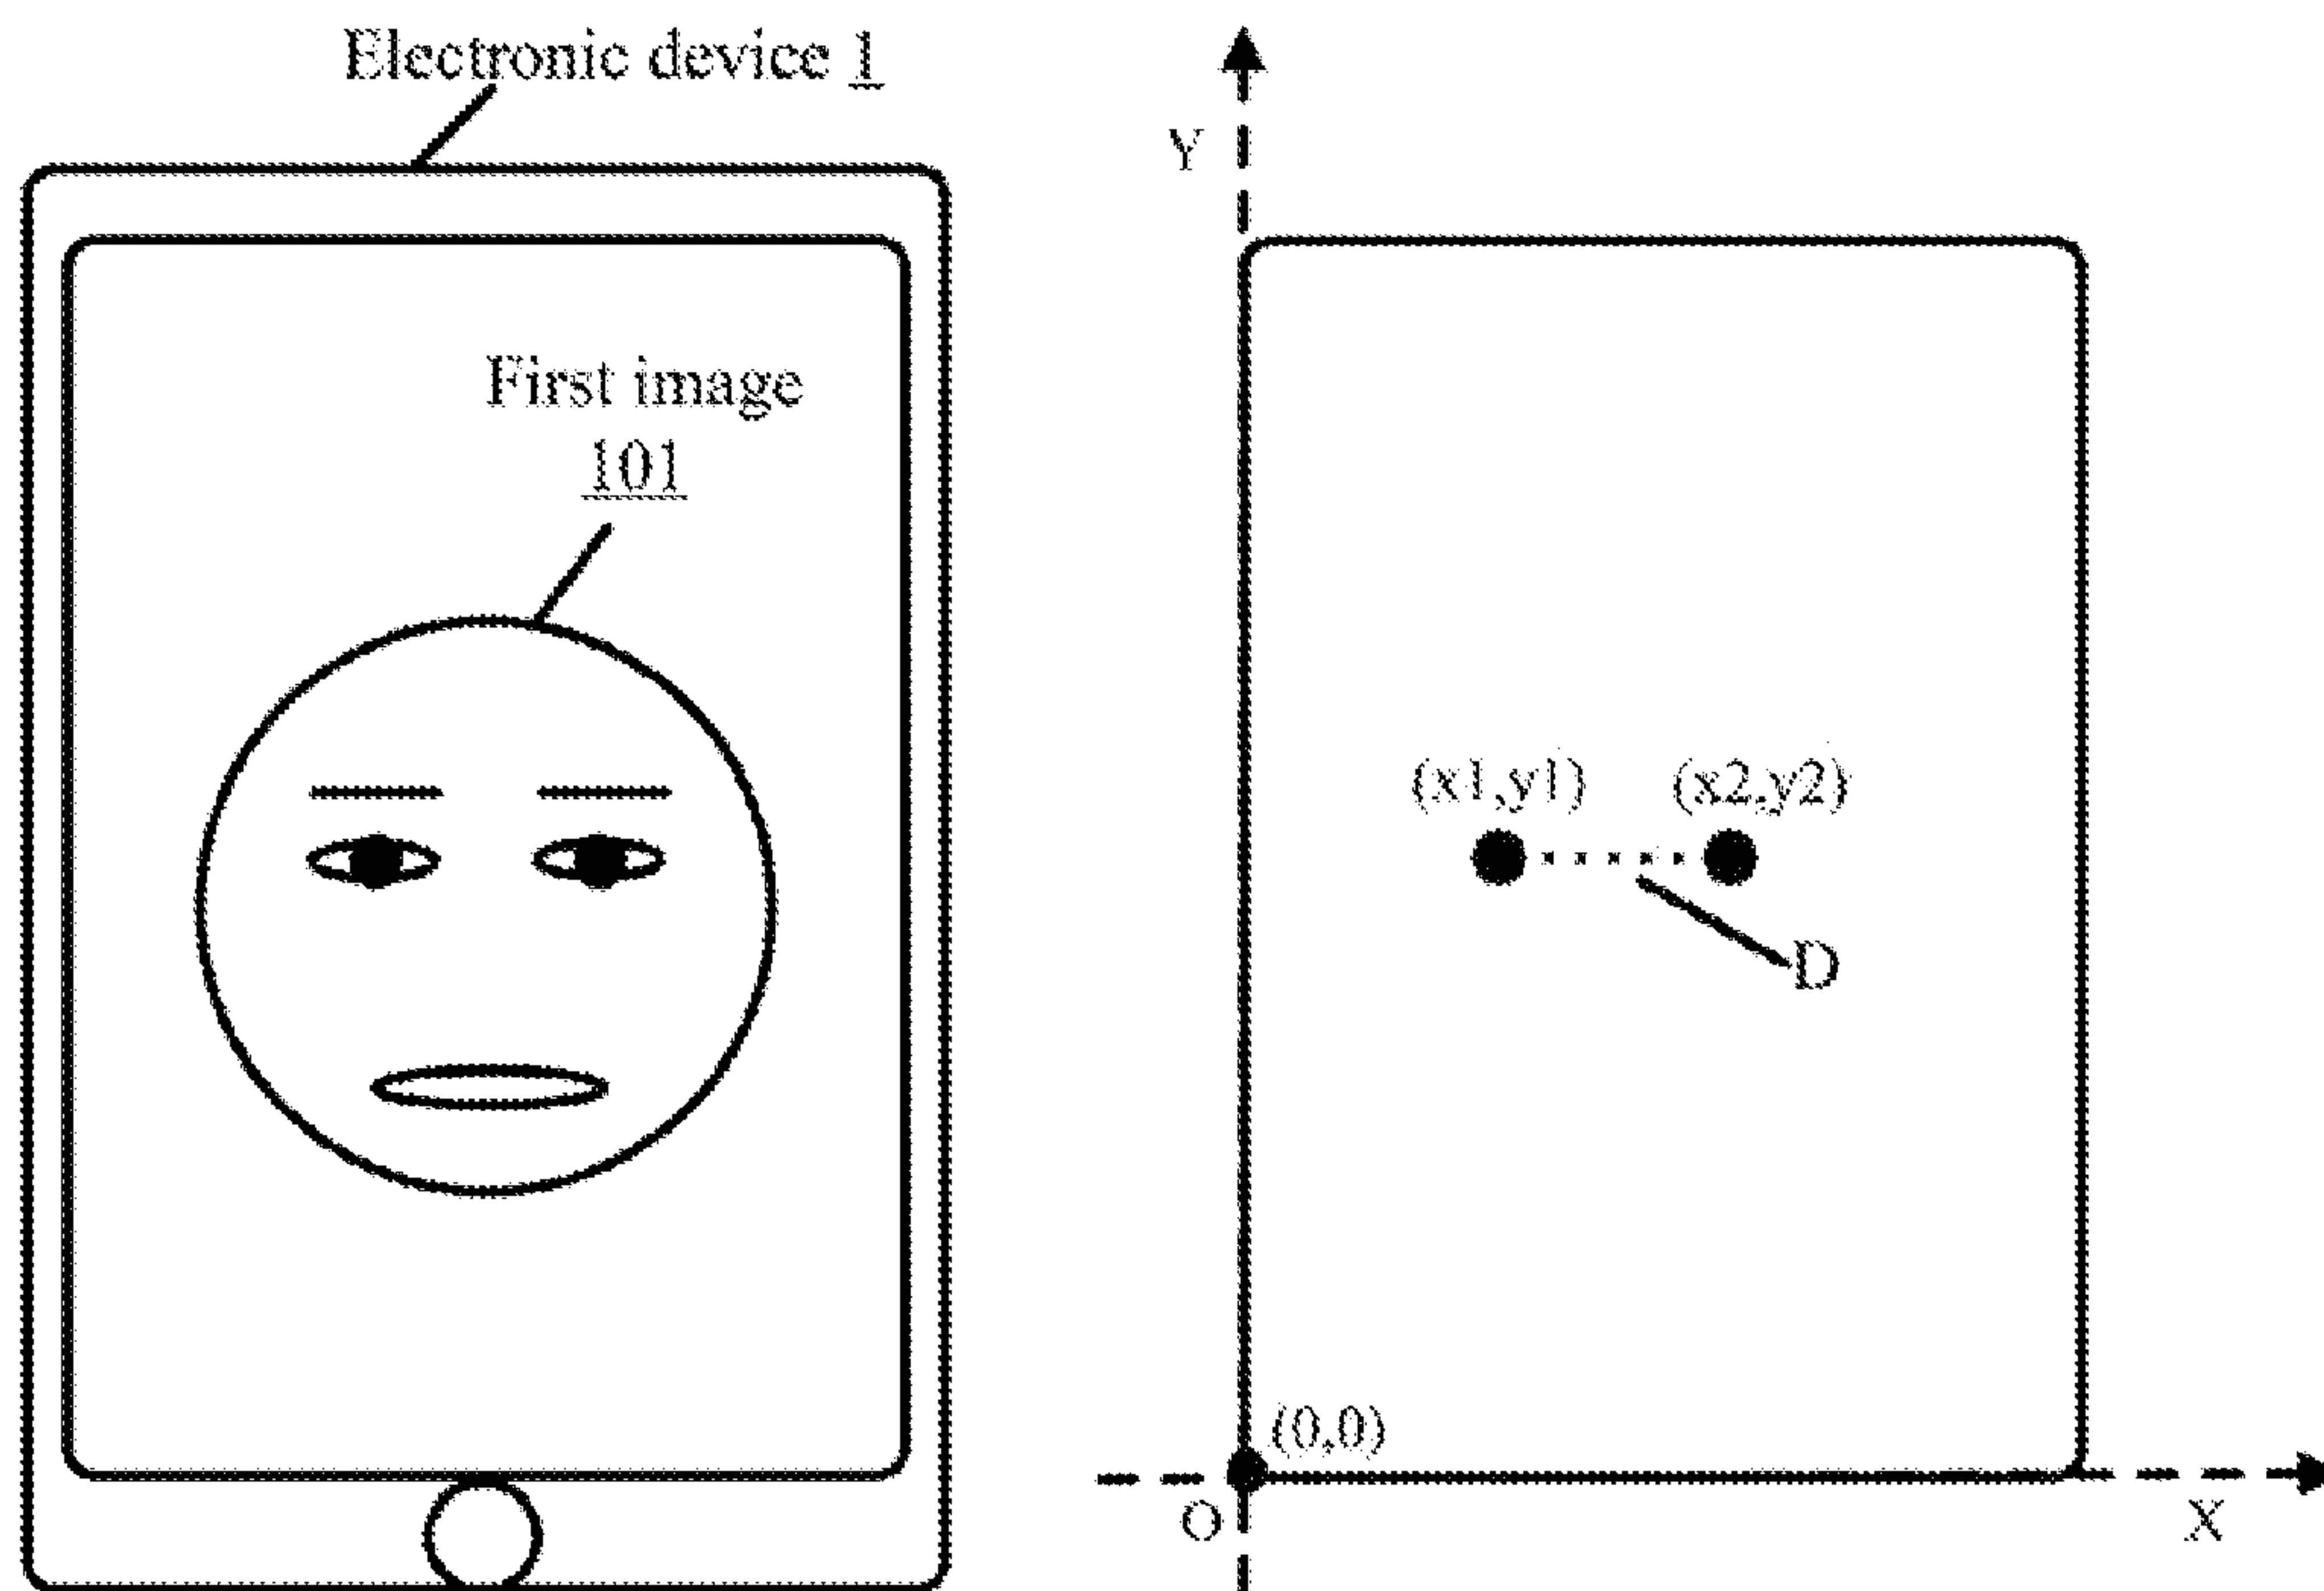 Electronic device 1
First image
101
Y
(x1,y1)
(x2,y2)
D
(0,0)
O
X